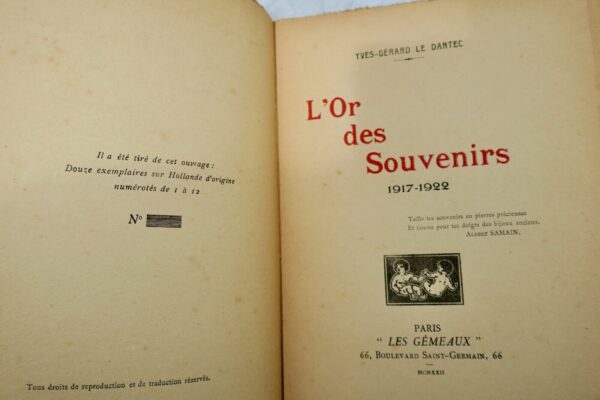 Il a été tiré de cet ouvrage :
Douze exemplaires sur Hollande d'origine
numérotés de 1 à 12
N°
Tous droits de reproduction et de traduction réservés.
YVES-GÉRARD LE DANTEC
L'Or
des
Souvenirs
1917-1922
Taille tes souvenirs en pierres précieuses
Et fais-en pour tes doigts des bijoux anciens.
ALBERT SAMAIN.
PARIS
" LES GÉMEAUX "
66, BOULEVARD SAINT-GERMAIN, 66
MCMXXII